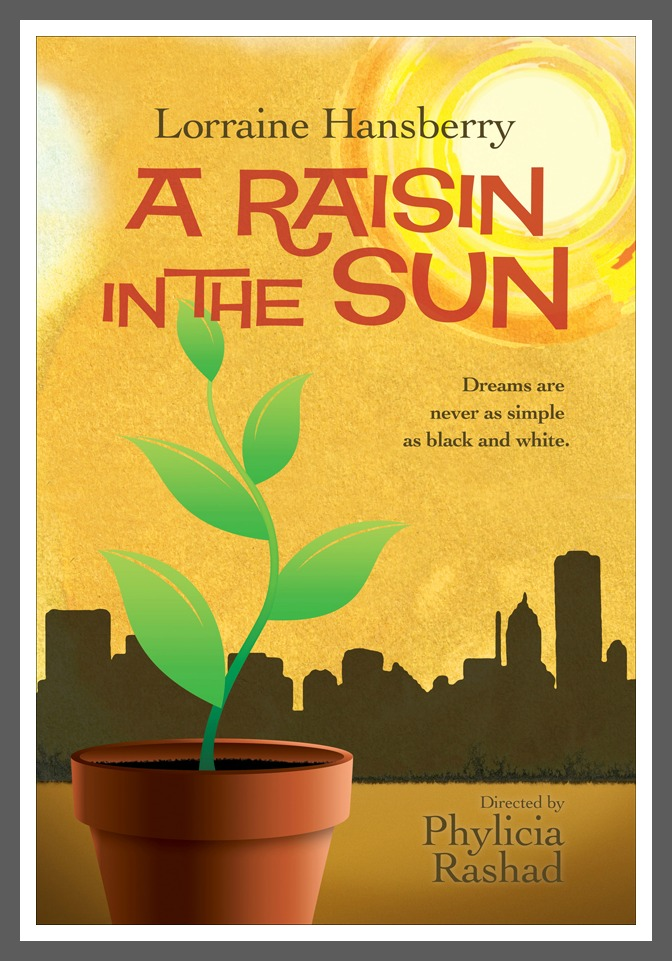 Lorraine Hansberry
A RAISIN
IN THE SUN
Dreams are
never as simple
as black and white.
Directed by
Phylicia
Rashad